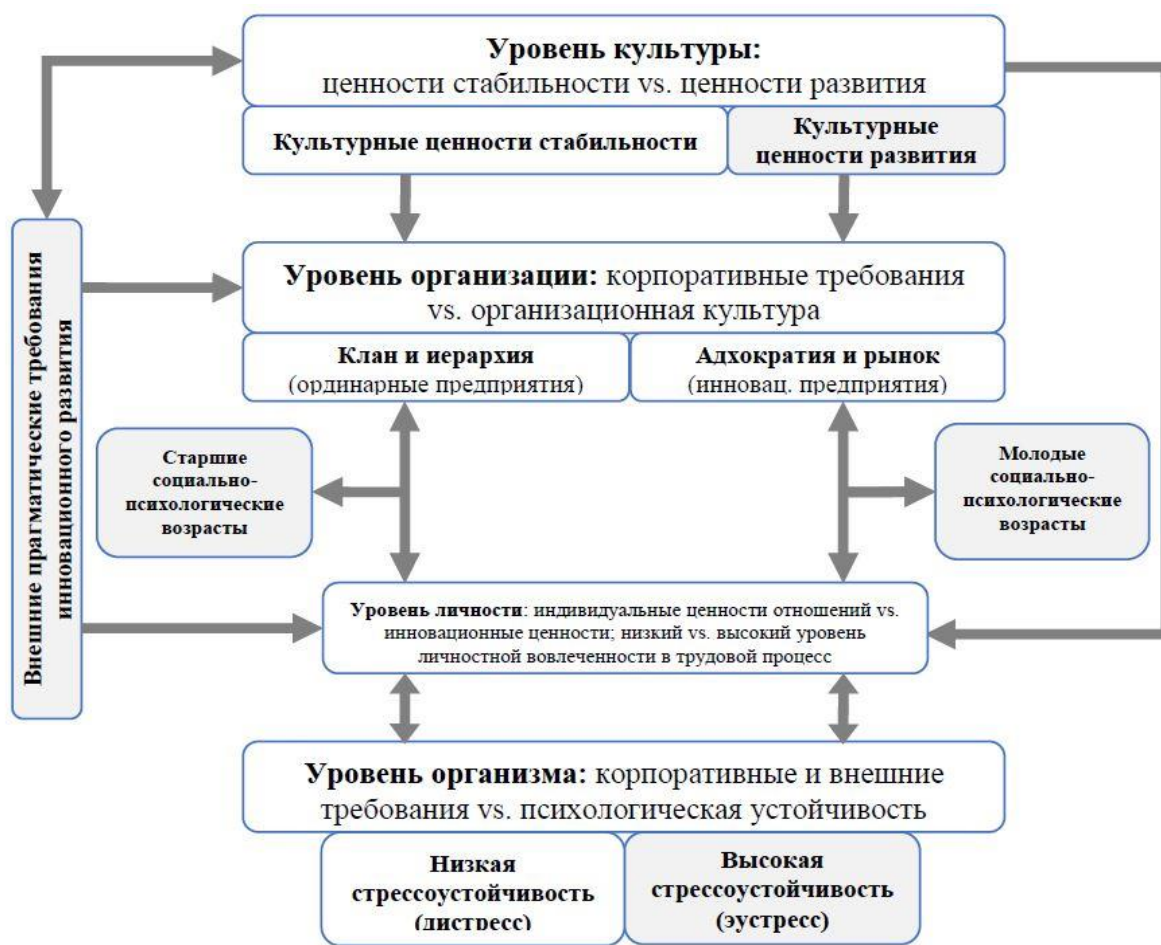 Уровень культуры:
ценности стабильности vs. ценности развития
Культурные ценности стабильности
Культурные
ценности развития
Внешние прагматические требования
инновационного развития
Уровень организации: корпоративные требования
vs. организационная культура
Клан и иерархия
(ординарные предприятия)
Адхократия и рынок
(инновац. предприятия)
Старшие
социально-
психологические
возрасты
Молодые
социально-
психологические
возрасты
Уровень личности: индивидуальные ценности отношений vs.
инновационные ценности; низкий vs. высокий уровень
личностной вовлеченности в трудовой процесс
Уровень организма: корпоративные и внешние
требования vs. психологическая устойчивость
Низкая
стрессоустойчивость
(дистресс)
Высокая
стрессоустойчивость
(эустресс)